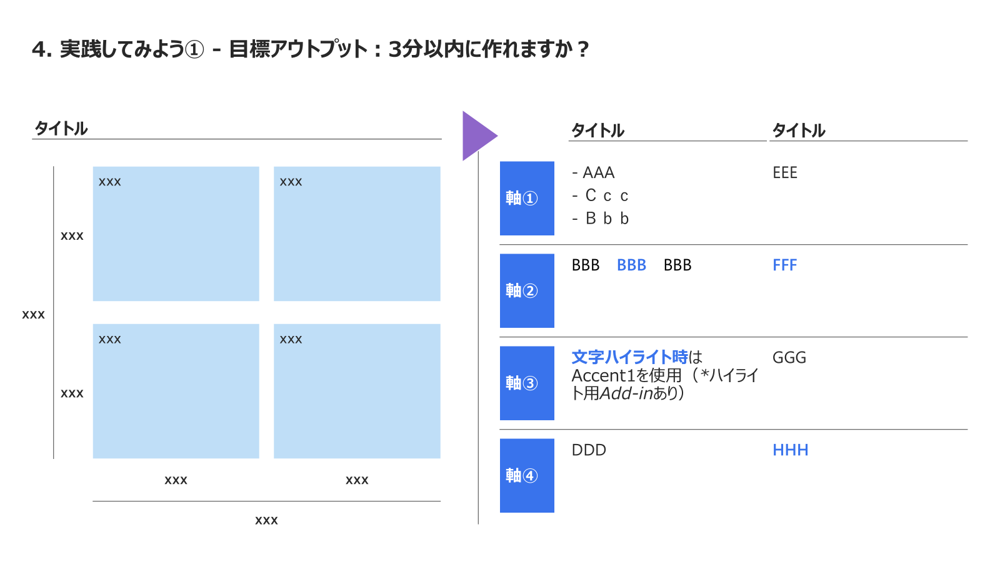 4. 実践してみよう① - 目標アウトプット：3分以内に作れますか？
タイトル
xxx
xxx
xxx
xxx
xxx
xxx
xxx
xxx
xxx
xxx
タイトル
タイトル
軸①
- AAA
- Ｃｃｃ
- Ｂｂｂ
EEE
軸②
BBB　BBB　BBB
FFF
軸③
文字ハイライト時は
Accent1を使用（*ハイライ
ト用Add-inあり）
GGG
軸④
DDD
HHH